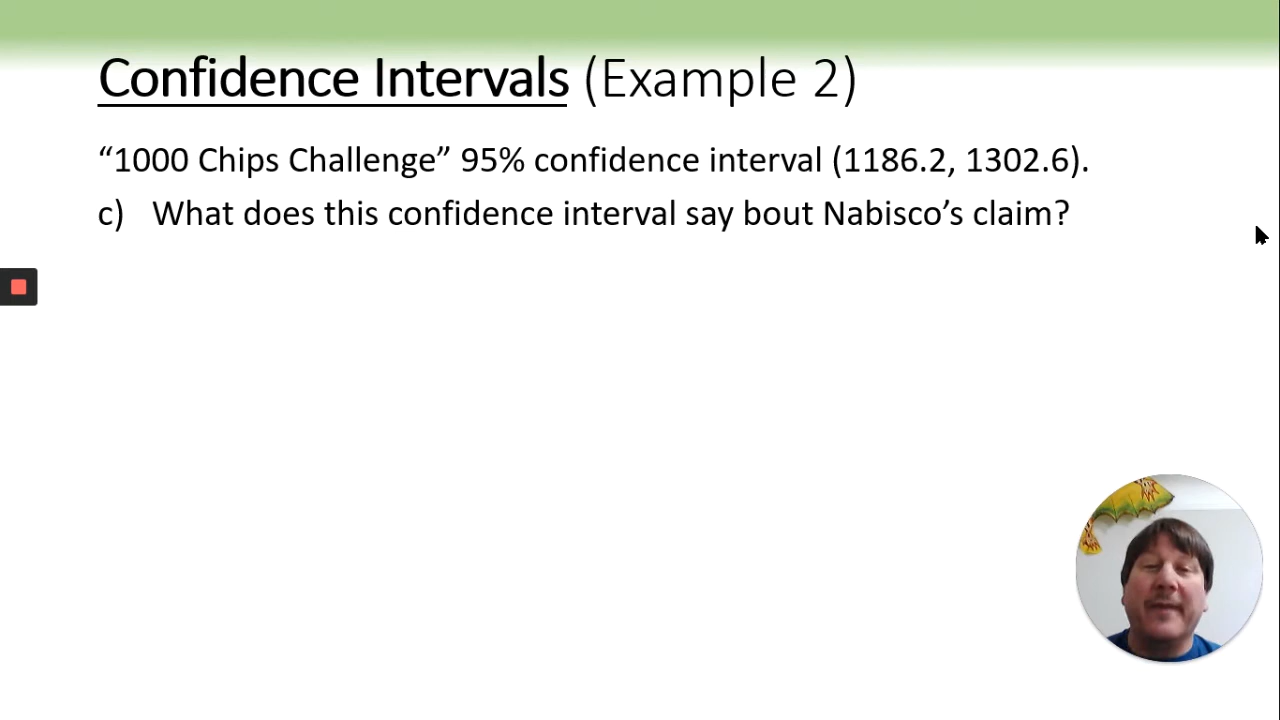 Confidence Intervals (Example 2)
“1000 Chips Challenge” 95% confidence interval (1186.2, 1302.6).
c) What does this confidence interval say bout Nabisco’s claim?